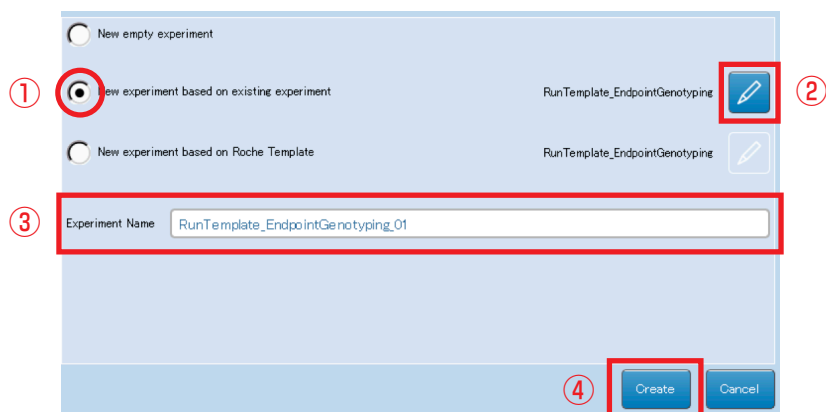 New empty experiment
① New experiment based on existing experiment RunTemplate_EndpointGenotyping ②
New experiment based on Roche Template RunTemplate_EndpointGenotyping
③ Experiment Name RunTemplate_EndpointGenotyping_01
④ Create Cancel